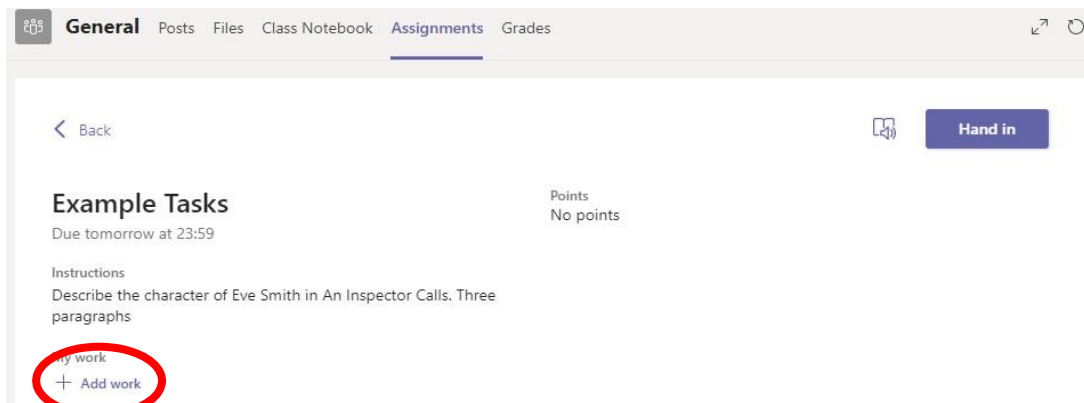 General Posts Files Class Notebook Assignments Grades
Back
Hand in
Example Tasks
Due tomorrow at 23:59
Points
No points
Instructions
Describe the character of Eve Smith in An Inspector Calls. Three
paragraphs
My work
+ Add work